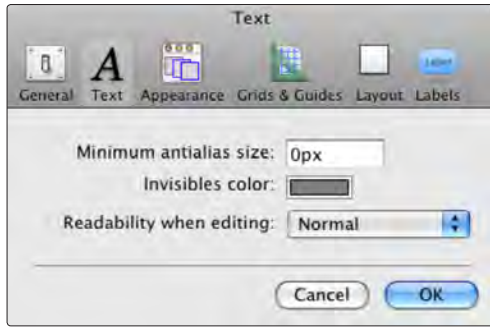 Text
General Text Appearance Grids & Guides Layout Labels
Minimum antialias size: 0px
Invisibles color:
Readability when editing: Normal
Cancel OK